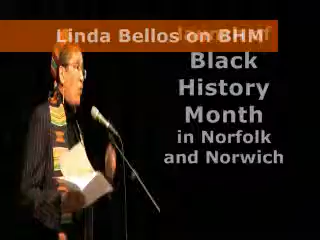 Linda Bellos on BHM
Black
History
Month
in Norfolk
and Norwich